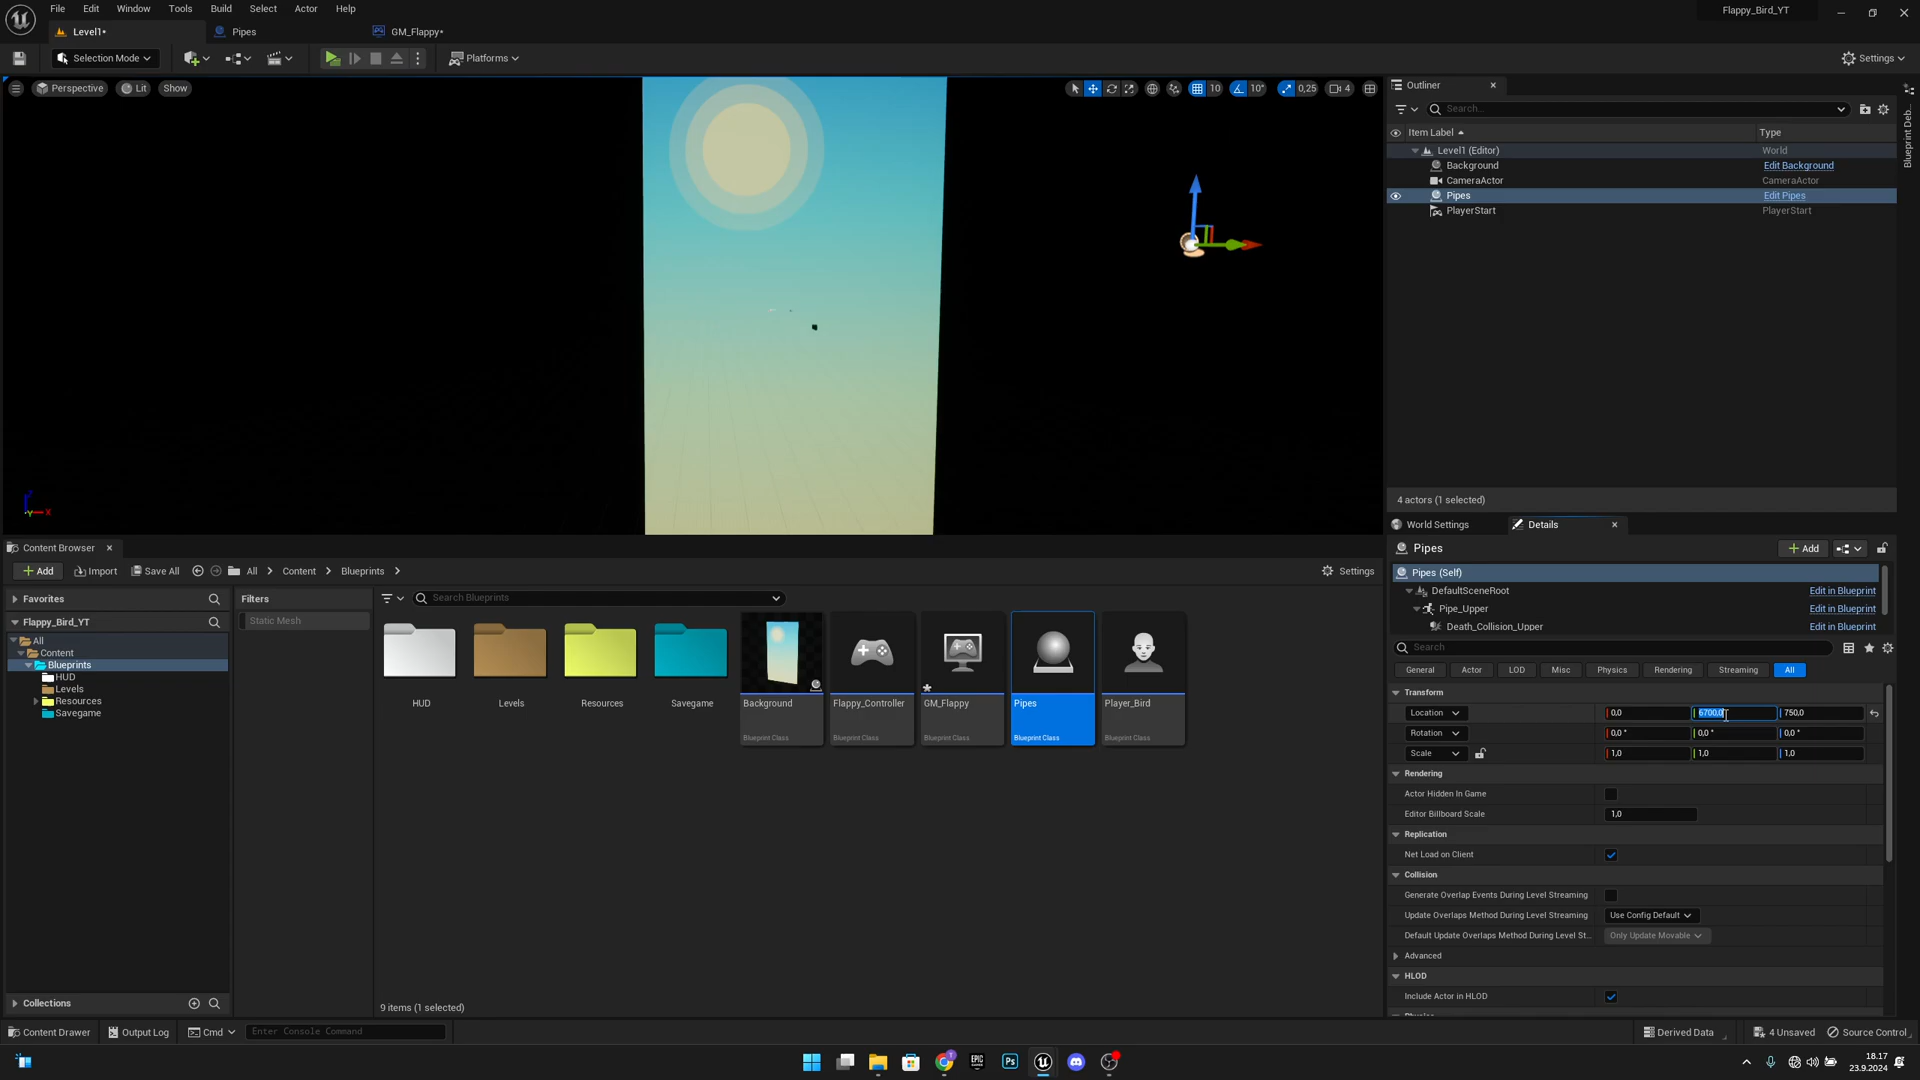 File Edit Window Tools Build Select Actor Help
Flappy_Bird_YT
Level1•
Pipes
GM_Flappy•
Selection Mode
Platforms
Settings
Perspective
Lit
Show
10
10°
0,25
4
Outliner
Search...
Item Label
Type
Level1 (Editor)
World
Background
Edit Background
CameraActor
CameraActor
Pipes
Edit Pipes
PlayerStart
PlayerStart
4 actors (1 selected)
Blueprint Deb..
World Settings
Details
Pipes
Add
Pipes (Self)
DefaultSceneRoot
Edit in Blueprint
Pipe_Upper
Edit in Blueprint
Death_Collision_Upper
Edit in Blueprint
Search
General
Actor
LOD
Misc
Physics
Rendering
Streaming
All
Transform
Location
0,0
6700,0
750,0
Rotation
0,0 °
0,0 °
0,0 °
Scale
1,0
1,0
1,0
Rendering
Actor Hidden In Game
Editor Billboard Scale
1,0
Replication
Net Load on Client
Collision
Generate Overlap Events During Level Streaming
Update Overlaps Method During Level Streaming
Use Config Default
Default Update Overlaps Method During Level St...
Only Update Movable
Advanced
HLOD
Include Actor in HLOD
Content Browser
Add
Import
Save All
All
Content
Blueprints
Settings
Favorites
Flappy_Bird_YT
All
Content
Blueprints
HUD
Levels
Resources
Savegame
Collections
Filters
Static Mesh
Search Blueprints
HUD
Levels
Resources
Savegame
Background
Blueprint Class
Flappy_Controller
Blueprint Class
GM_Flappy
Blueprint Class
Pipes
Blueprint Class
Player_Bird
Blueprint Class
9 items (1 selected)
Content Drawer
Output Log
Cmd
Enter Console Command
Derived Data
4 Unsaved
Source Control
18.17
23.9.2024